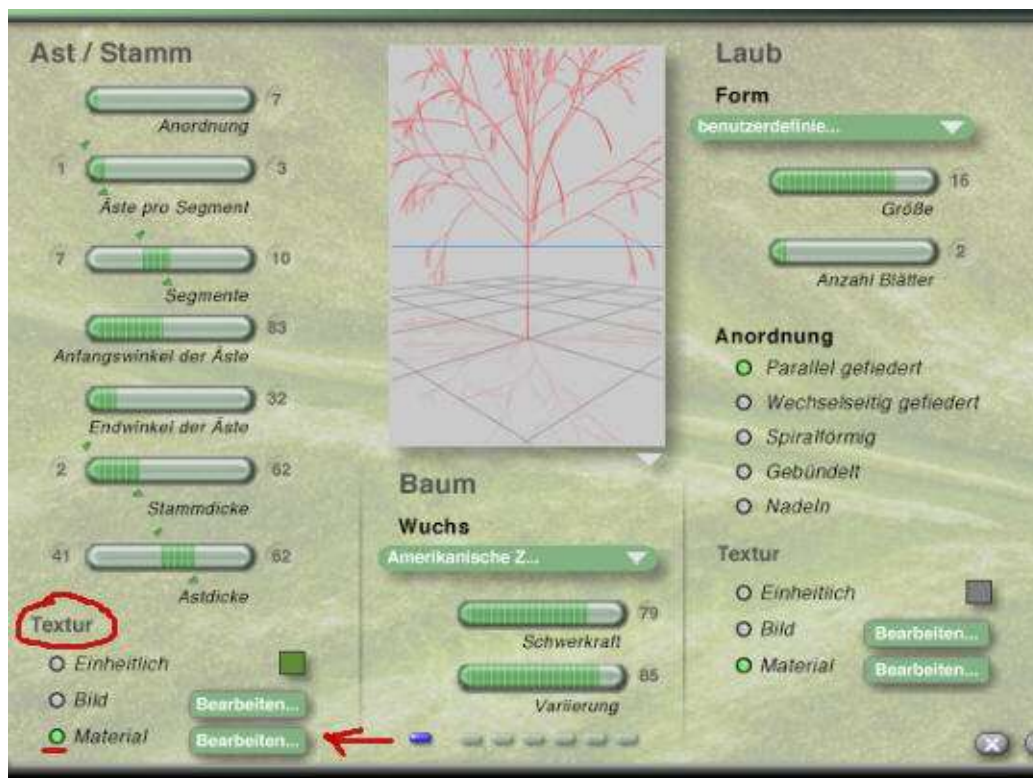 Ast / Stamm
7
Anordnung
1 3
Äste pro Segment
7 10
Segmente
83
Anfangswinkel der Äste
32
Endwinkel der Äste
2 62
Stammdicke
41 62
Astdicke
Textur
Einheitlich
Bild Bearbeiten...
Material Bearbeiten...
Baum
Wuchs
Amerikanische Z...
79
Schwerkraft
85
Variierung
Laub
Form
benutzerdefinie...
16
Größe
2
Anzahl Blätter
Anordnung
Parallel gefiedert
Wechselseitig gefiedert
Spiralförmig
Gebündelt
Nadeln
Textur
Einheitlich
Bild Bearbeiten...
Material Bearbeiten...